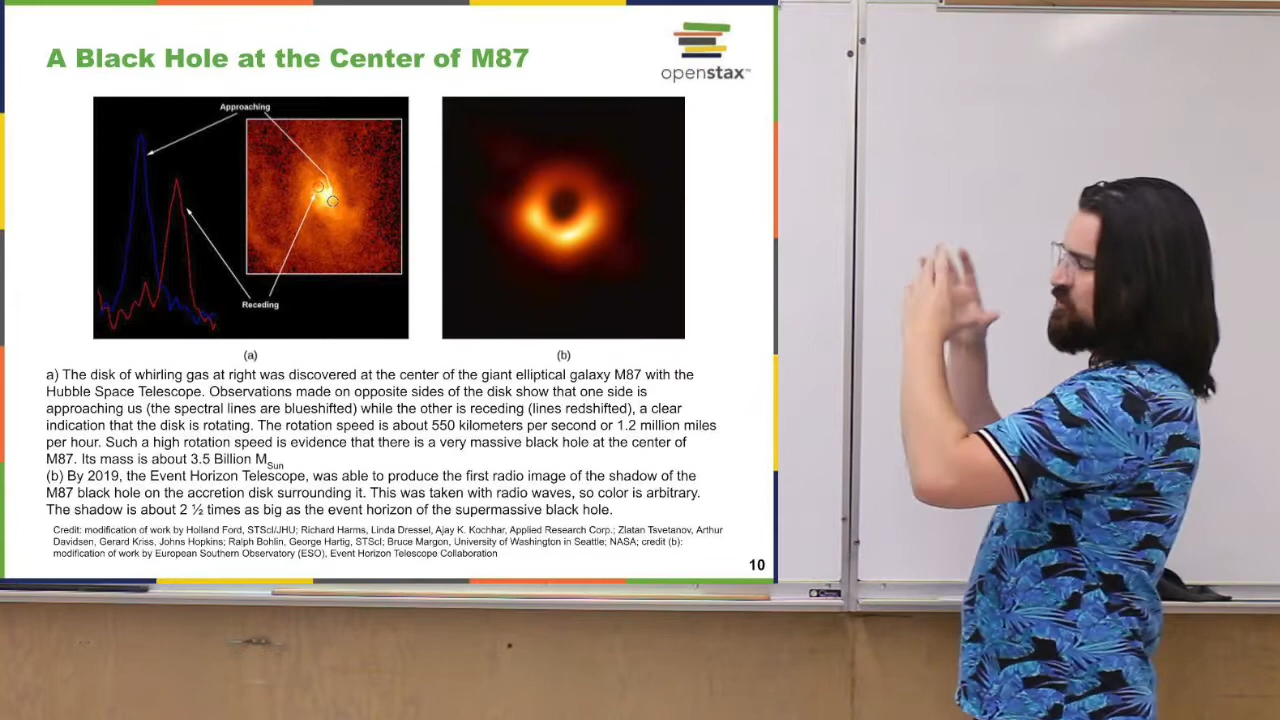 A Black Hole at the Center of M87
openstax™
Approaching
Receding
(a)
(b)
a) The disk of whirling gas at right was discovered at the center of the giant elliptical galaxy M87 with the
Hubble Space Telescope. Observations made on opposite sides of the disk show that one side is
approaching us (the spectral lines are blueshifted) while the other is receding (lines redshifted), a clear
indication that the disk is rotating. The rotation speed is about 550 kilometers per second or 1.2 million miles
per hour. Such a high rotation speed is evidence that there is a very massive black hole at the center of
M87. Its mass is about 3.5 Billion MSun
(b) By 2019, the Event Horizon Telescope, was able to produce the first radio image of the shadow of the
M87 black hole on the accretion disk surrounding it. This was taken with radio waves, so color is arbitrary.
The shadow is about 2 ½ times as big as the event horizon of the supermassive black hole.
Credit: modification of work by Holland Ford, STScI/JHU; Richard Harms, Linda Dressel, Ajay K. Kochhar, Applied Research Corp.; Zlatan Tsvetanov, Arthur
Davidsen, Gerard Kriss, Johns Hopkins; Ralph Bohlin, George Hartig, STScI; Bruce Margon, University of Washington in Seattle; NASA; credit (b):
modification of work by European Southern Observatory (ESO), Event Horizon Telescope Collaboration
10